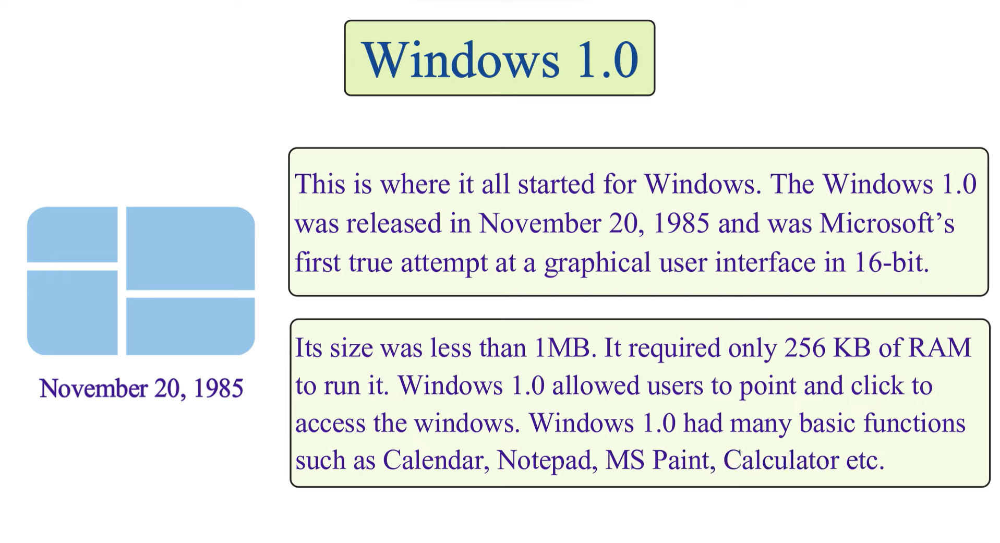 Windows 1.0
This is where it all started for Windows. The Windows 1.0
was released in November 20, 1985 and was Microsoft’s
first true attempt at a graphical user interface in 16-bit.
November 20, 1985
Its size was less than 1MB. It required only 256 KB of RAM
to run it. Windows 1.0 allowed users to point and click to
access the windows. Windows 1.0 had many basic functions
such as Calendar, Notepad, MS Paint, Calculator etc.